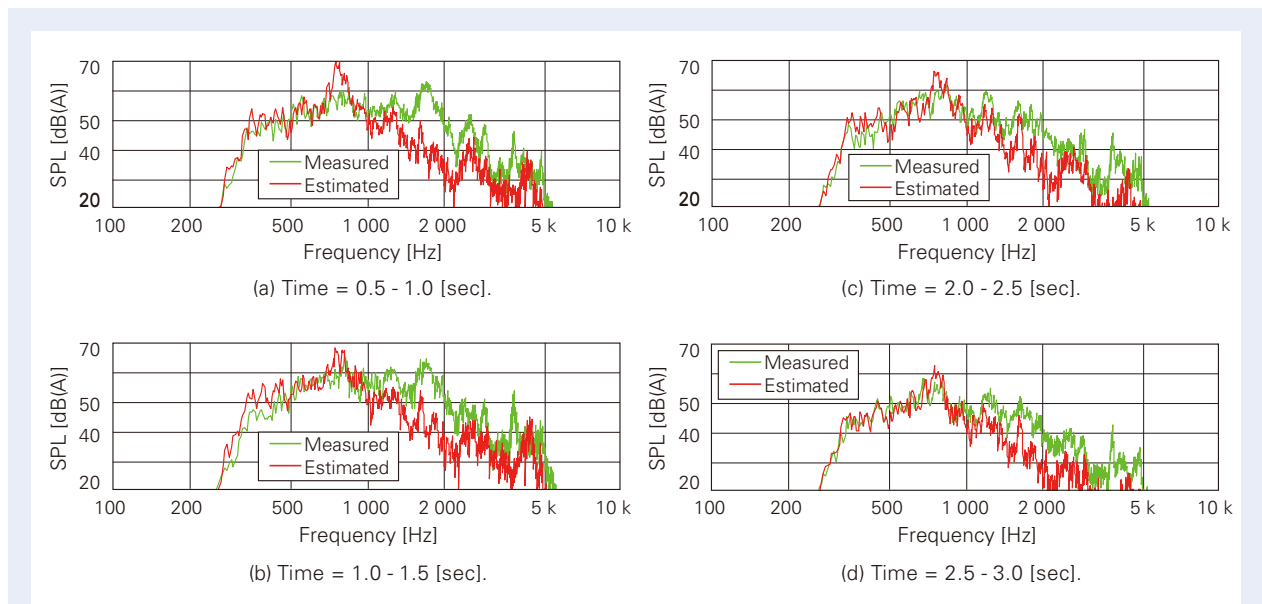 70
50
40
20
SPL [dB(A)]
Measured
Estimated
100 200 500 1 000 2 000 5 k 10 k
Frequency [Hz]
(a) Time = 0.5 - 1.0 [sec].
70
50
40
20
SPL [dB(A)]
Measured
Estimated
100 200 500 1 000 2 000 5 k 10 k
Frequency [Hz]
(c) Time = 2.0 - 2.5 [sec].
70
50
40
20
SPL [dB(A)]
Measured
Estimated
100 200 500 1 000 2 000 5 k 10 k
Frequency [Hz]
(b) Time = 1.0 - 1.5 [sec].
70
50
40
20
SPL [dB(A)]
Measured
Estimated
100 200 500 1 000 2 000 5 k 10 k
Frequency [Hz]
(d) Time = 2.5 - 3.0 [sec].